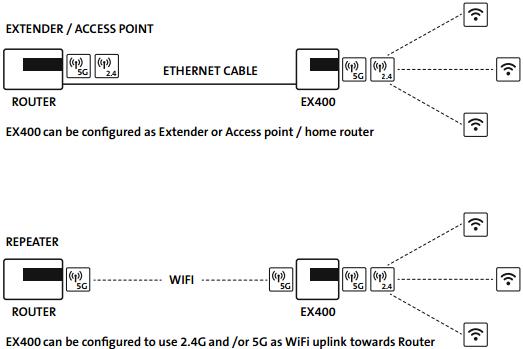 EXTENDER / ACCESS POINT
5G 2.4 ETHERNET CABLE 5G 2.4
ROUTER EX400
EX400 can be configured as Extender or Access point / home router
REPEATER
5G WIFI 5G 5G 2.4
ROUTER EX400
EX400 can be configured to use 2.4G and /or 5G as WiFi uplink towards Router